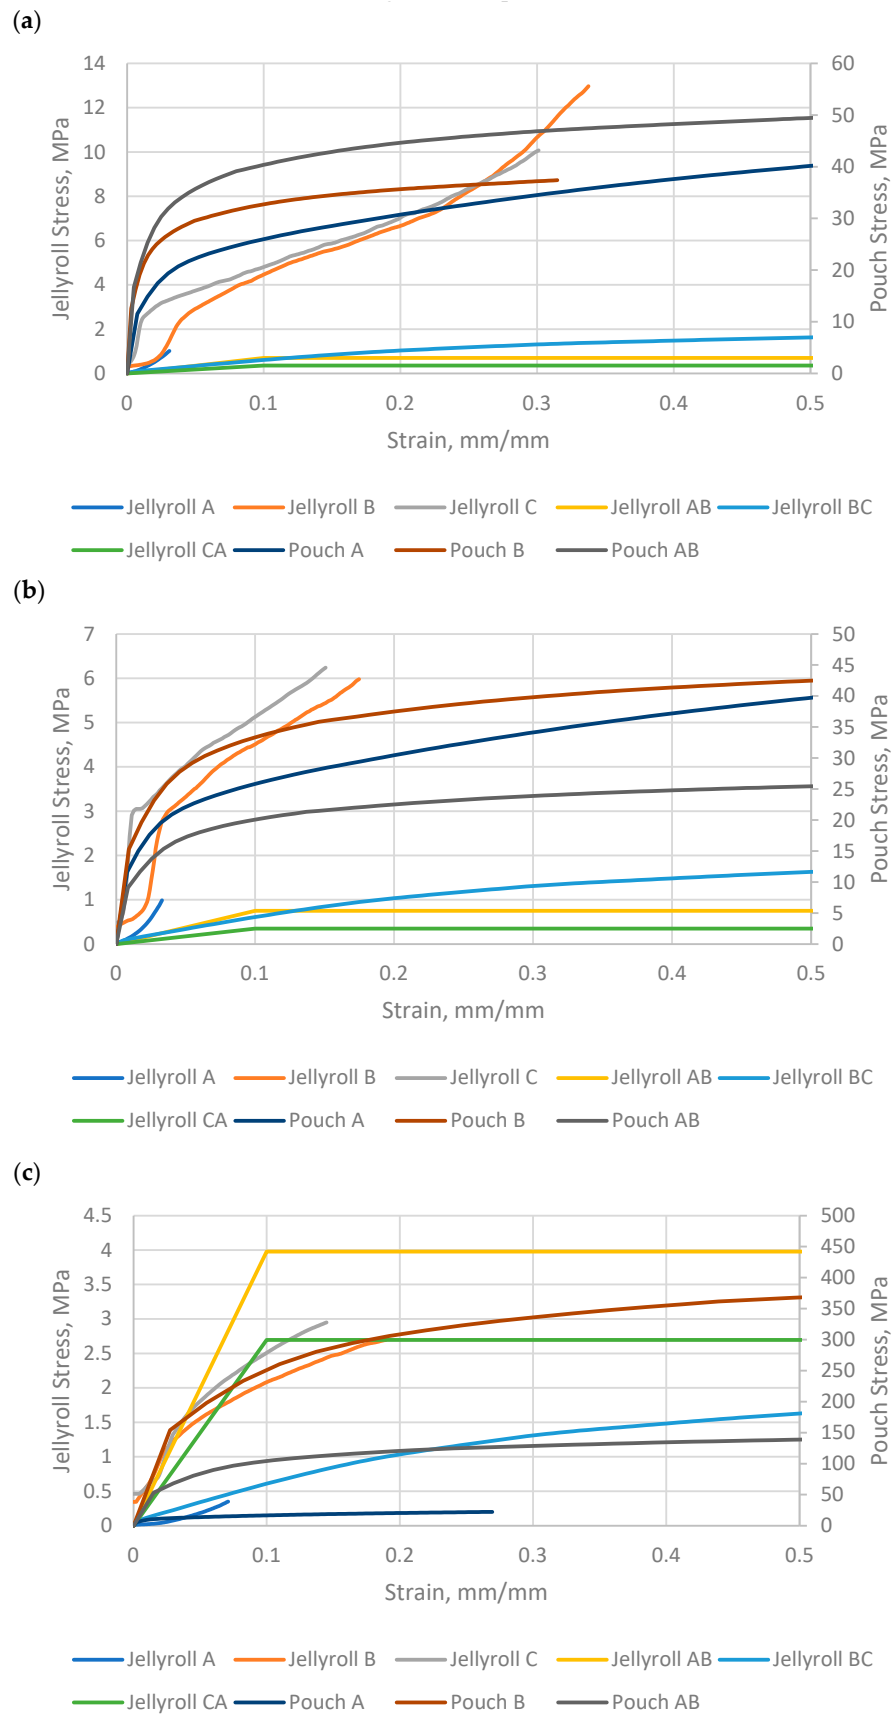 (a)
14
12
10
8
6
4
2
0
Jellyroll Stress, MPa
60
50
40
30
20
10
0
Pouch Stress, MPa
0 0.1 0.2 0.3 0.4 0.5
Strain, mm/mm
Jellyroll A Jellyroll B Jellyroll C Jellyroll AB Jellyroll BC
Jellyroll CA Pouch A Pouch B Pouch AB
(b)
7
6
5
4
3
2
1
0
Jellyroll Stress, MPa
50
45
40
35
30
25
20
15
10
5
0
Pouch Stress, MPa
0 0.1 0.2 0.3 0.4 0.5
Strain, mm/mm
Jellyroll A Jellyroll B Jellyroll C Jellyroll AB Jellyroll BC
Jellyroll CA Pouch A Pouch B Pouch AB
(c)
4.5
4
3.5
3
2.5
2
1.5
1
0.5
0
Jellyroll Stress, MPa
500
450
400
350
300
250
200
150
100
50
0
Pouch Stress, MPa
0 0.1 0.2 0.3 0.4 0.5
Strain, mm/mm
Jellyroll A Jellyroll B Jellyroll C Jellyroll AB Jellyroll BC
Jellyroll CA Pouch A Pouch B Pouch AB